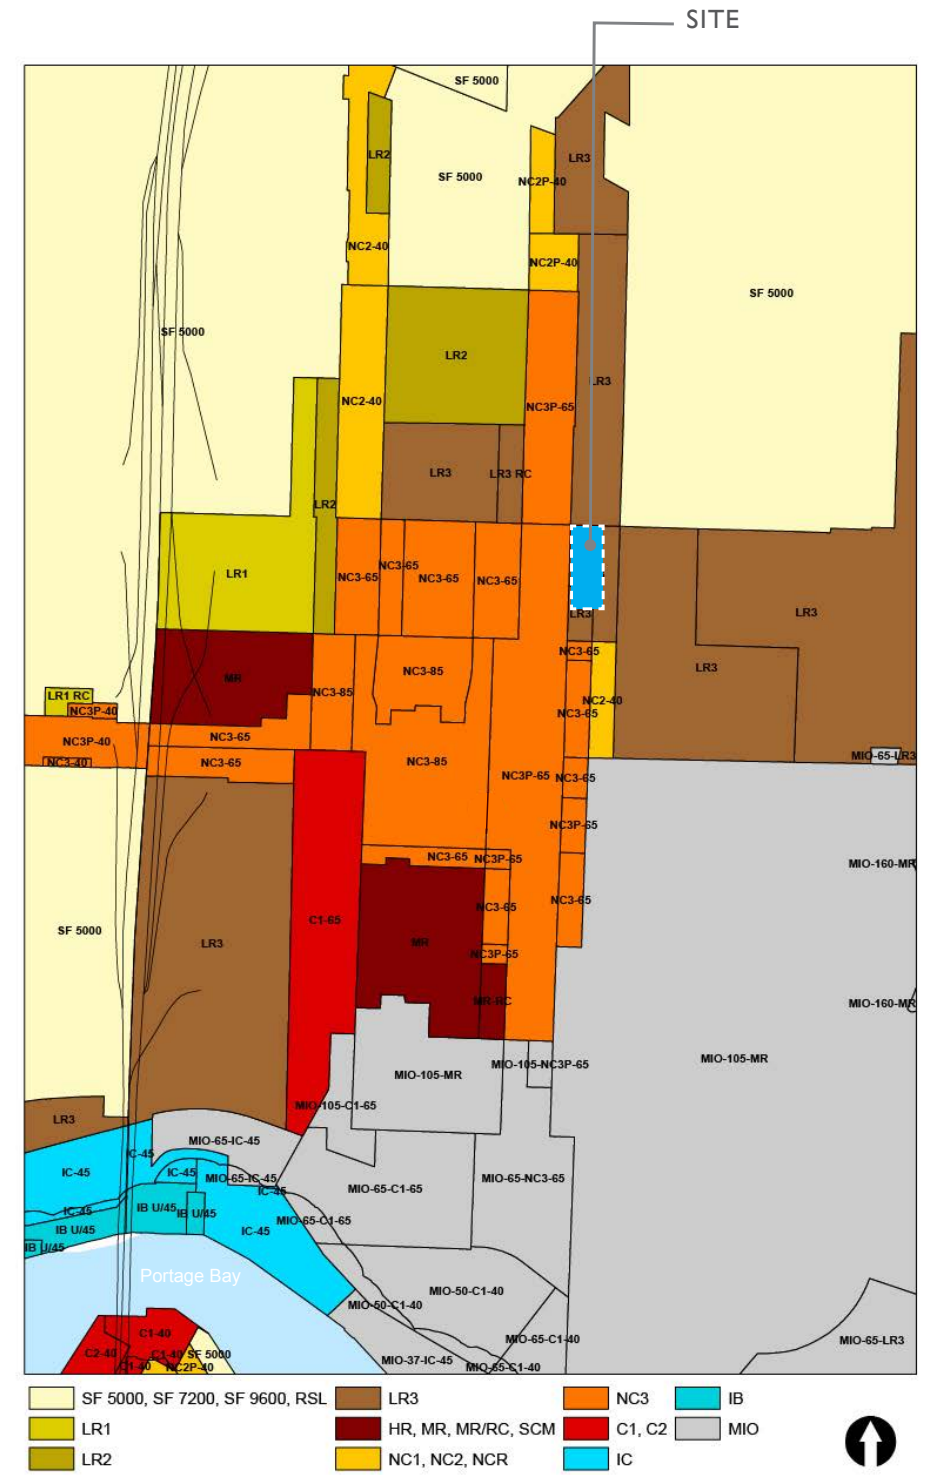 SITE
SF 5000
LR2
SF 5000
LR3
NC2P-40
NC2-40
NC2P-40
SF 5000
SF 5000
LR2
LR3
NC2-40
NC3P-65
LR3
LR3 RC
LR2
NC3-65
NC3-65
NC3-65
NC3-65
LR1
LR3
LR3
NC3-65
LR3
NC3-85
MR
NC3-85
LR1 RC
NC3P-40
NC2-40
NC3-65
NC3P-40
NC3-65
MIO-65-LR3
NC3-40
NC3-65
NC3-85
NC3P-65
NC3-65
NC3P-65
NC3-65
NC3P-65
MIO-160-MR
NC3-65
NC3-65
C1-65
SF 5000
LR3
MR
NC3P-65
MR-RC
MIO-160-MR
MIO-105-MR
MIO-105-NC3P-65
MIO-105-MR
MIO-105-C1-65
LR3
MIO-65-IC-45
IC-45
IC-45
IC-45
MIO-65-IC-45
IC-45
MIO-65-C1-65
MIO-65-NC3-65
IC-45
IB U/45
IB U/45
MIO-65-C1-65
IB U/45
IC-45
IB U/45
Portage Bay
MIO-50-C1-40
MIO-50-C1-40
C1-40
MIO-65-C1-40
MIO-65-LR3
C2-40
C1-40
SF 5000
MIO-37-IC-45
C1-40
NC2P-40
MIO-65-C1-40
SF 5000, SF 7200, SF 9600, RSL
LR3
NC3
IB
LR1
HR, MR, MR/RC, SCM
C1, C2
MIO
LR2
NC1, NC2, NCR
IC